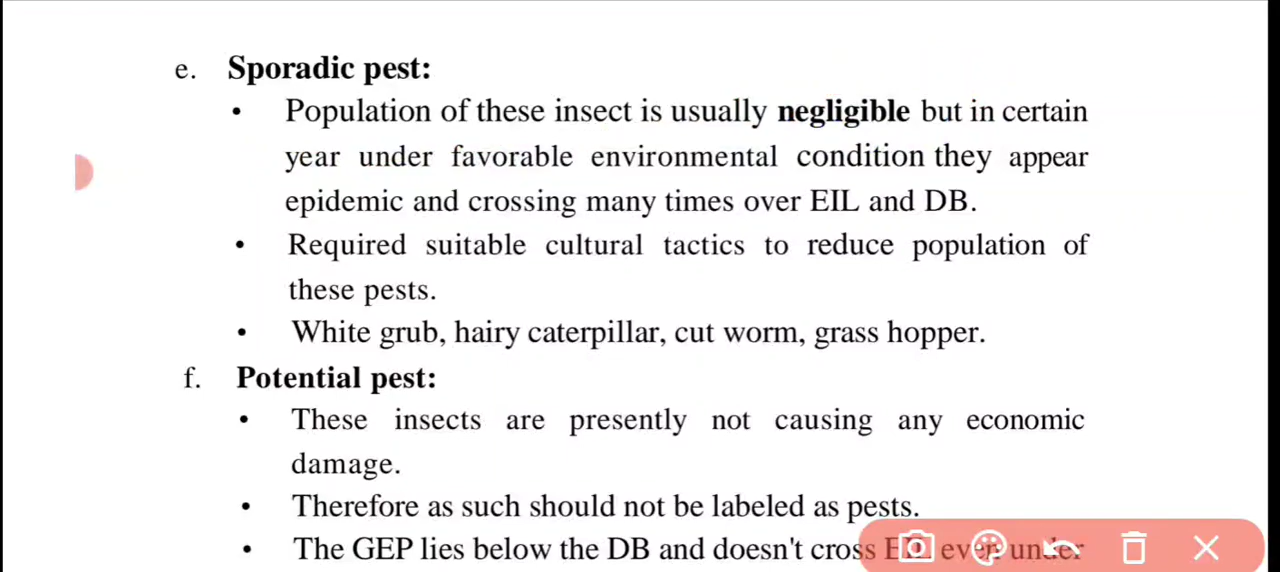 e. Sporadic pest:
• Population of these insect is usually negligible but in certain
year under favorable environmental condition they appear
epidemic and crossing many times over EIL and DB.
• Required suitable cultural tactics to reduce population of
these pests.
• White grub, hairy caterpillar, cut worm, grass hopper.
f. Potential pest:
• These insects are presently not causing any economic
damage.
• Therefore as such should not be labeled as pests.
• The GEP lies below the DB and doesn't cross even under